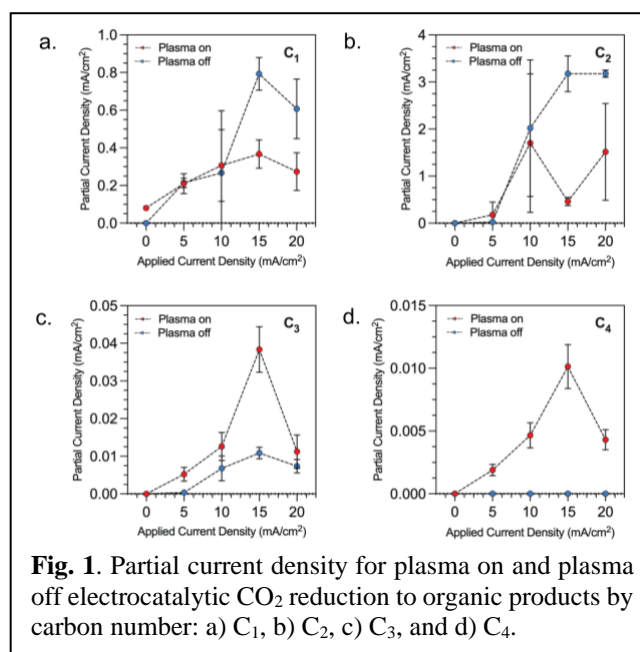 a.
Plasma on
Plasma off
C₁
Partial Current Density (mA/cm²)
1.0
0.8
0.6
0.4
0.2
0.0
0 5 10 15 20
Applied Current Density (mA/cm²)
b.
Plasma on
Plasma off
C₂
Partial Current Density (mA/cm²)
4
3
2
1
0
0 5 10 15 20
Applied Current Density (mA/cm²)
c.
Plasma on
Plasma off
C₃
Partial Current Density (mA/cm²)
0.05
0.04
0.03
0.02
0.01
0.00
0 5 10 15 20
Applied Current Density (mA/cm²)
d.
Plasma on
Plasma off
C₄
Partial Current Density (mA/cm²)
0.015
0.010
0.005
0.000
0 5 10 15 20
Applied Current Density (mA/cm²)
Fig. 1. Partial current density for plasma on and plasma
off electrocatalytic CO₂ reduction to organic products by
carbon number: a) C₁, b) C₂, c) C₃, and d) C₄.